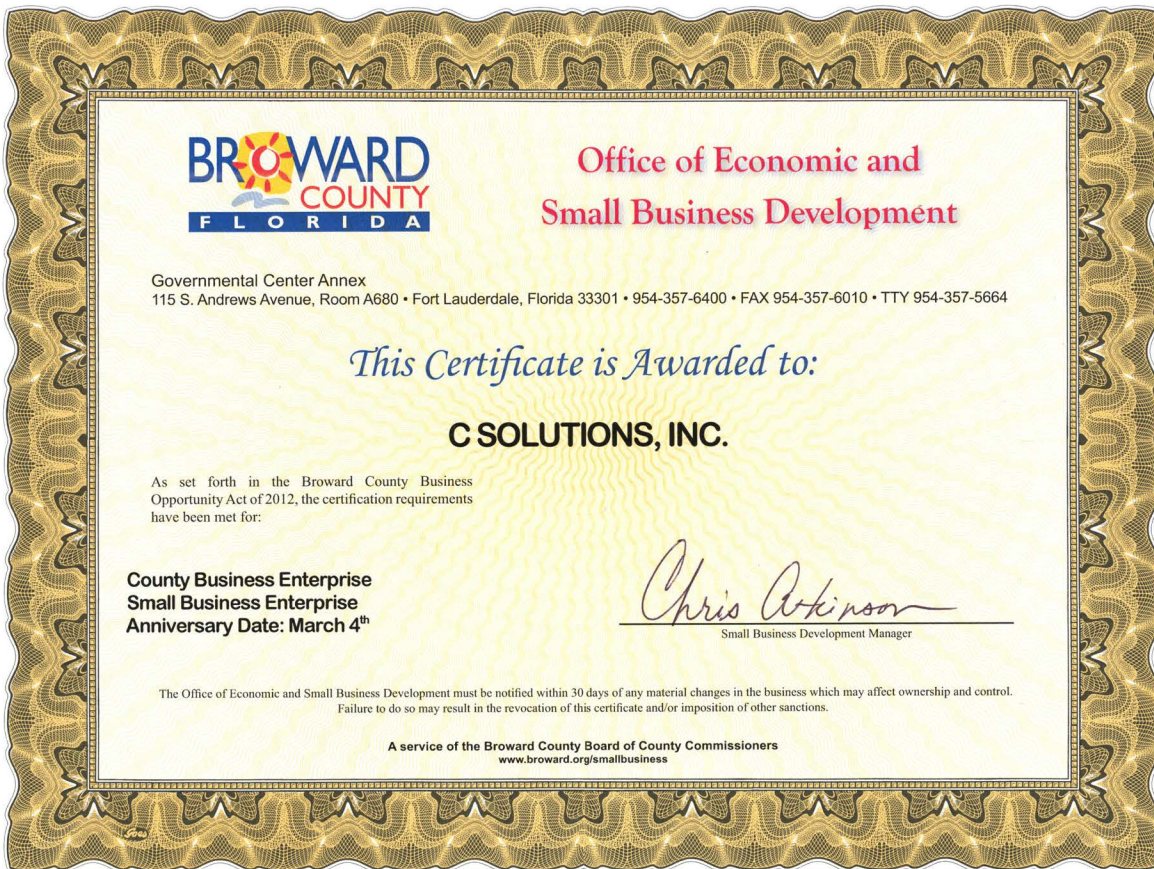 BROWARD
COUNTY
FLORIDA
Office of Economic and
Small Business Development
Governmental Center Annex
115 S. Andrews Avenue, Room A680 • Fort Lauderdale, Florida 33301 • 954-357-6400 • FAX 954-357-6010 • TTY 954-357-5664
This Certificate is Awarded to:
C SOLUTIONS, INC.
As set forth in the Broward County Business
Opportunity Act of 2012, the certification requirements
have been met for:
County Business Enterprise
Small Business Enterprise
Anniversary Date: March 4th
Chris Atkinson
Small Business Development Manager
The Office of Economic and Small Business Development must be notified within 30 days of any material changes in the business which may affect ownership and control.
Failure to do so may result in the revocation of this certificate and/or imposition of other sanctions.
A service of the Broward County Board of County Commissioners
www.broward.org/smallbusiness
Goes